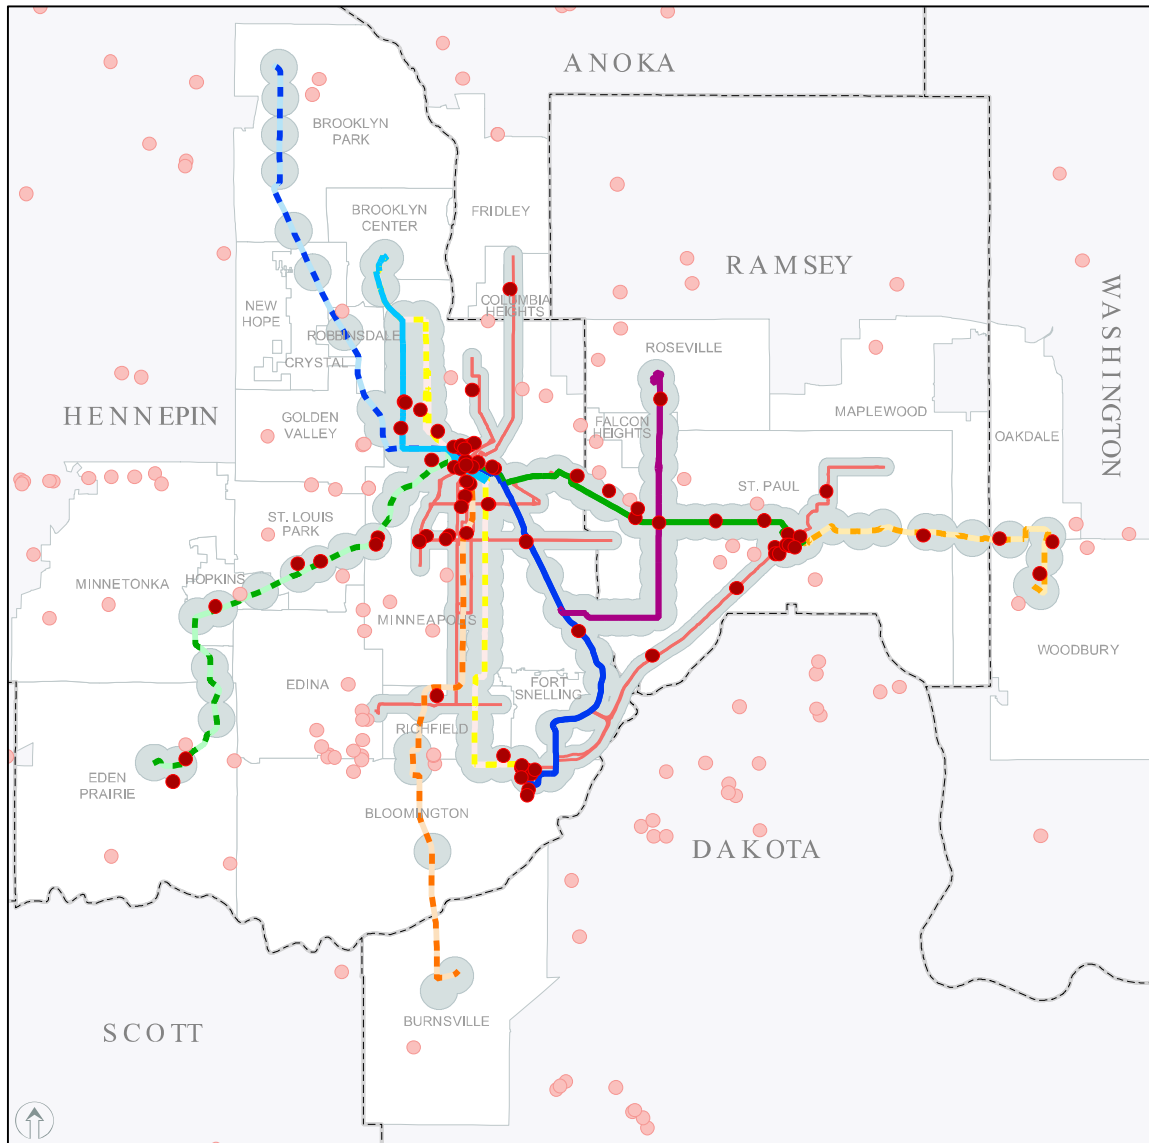 ANOKA
BROOKLYN
PARK
BROOKLYN
CENTER
FRIDLEY
RAMSEY
WASHINGTON
NEW
HOPE
COLUMBIA
HEIGHTS
ROBBINSDALE
CRYSTAL
ROSEVILLE
HENNEPIN
GOLDEN
VALLEY
FALCON
HEIGHTS
MAPLEWOOD
OAKDALE
ST. PAUL
ST. LOUIS
PARK
MINNETONKA
HOPKINS
MINNEAPOLIS
WOODBURY
EDINA
FORT
SNELLING
RICHFIELD
EDEN
PRAIRIE
BLOOMINGTON
DAKOTA
SCOTT
BURNSVILLE